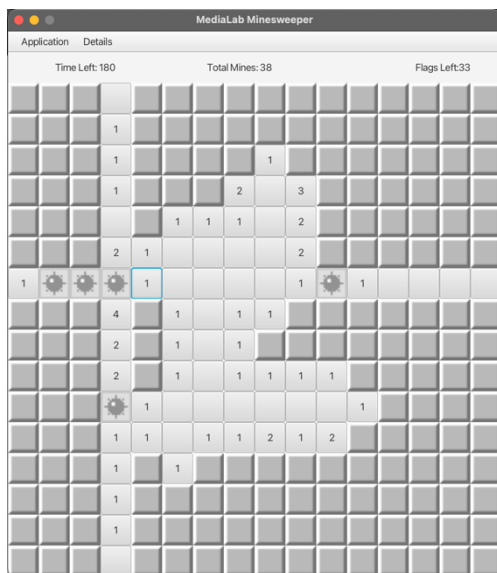 MediaLab Minesweeper
Application Details
Time Left: 180 Total Mines: 38 Flags Left:33
1
1 1
1 2 3
1 1 1 2
2 1 2
1 1 1 1
4 1 1 1
2 1 1
2 1 1 1 1 1
1 1
1 1 1 1 2 1 2
1 1
1
1